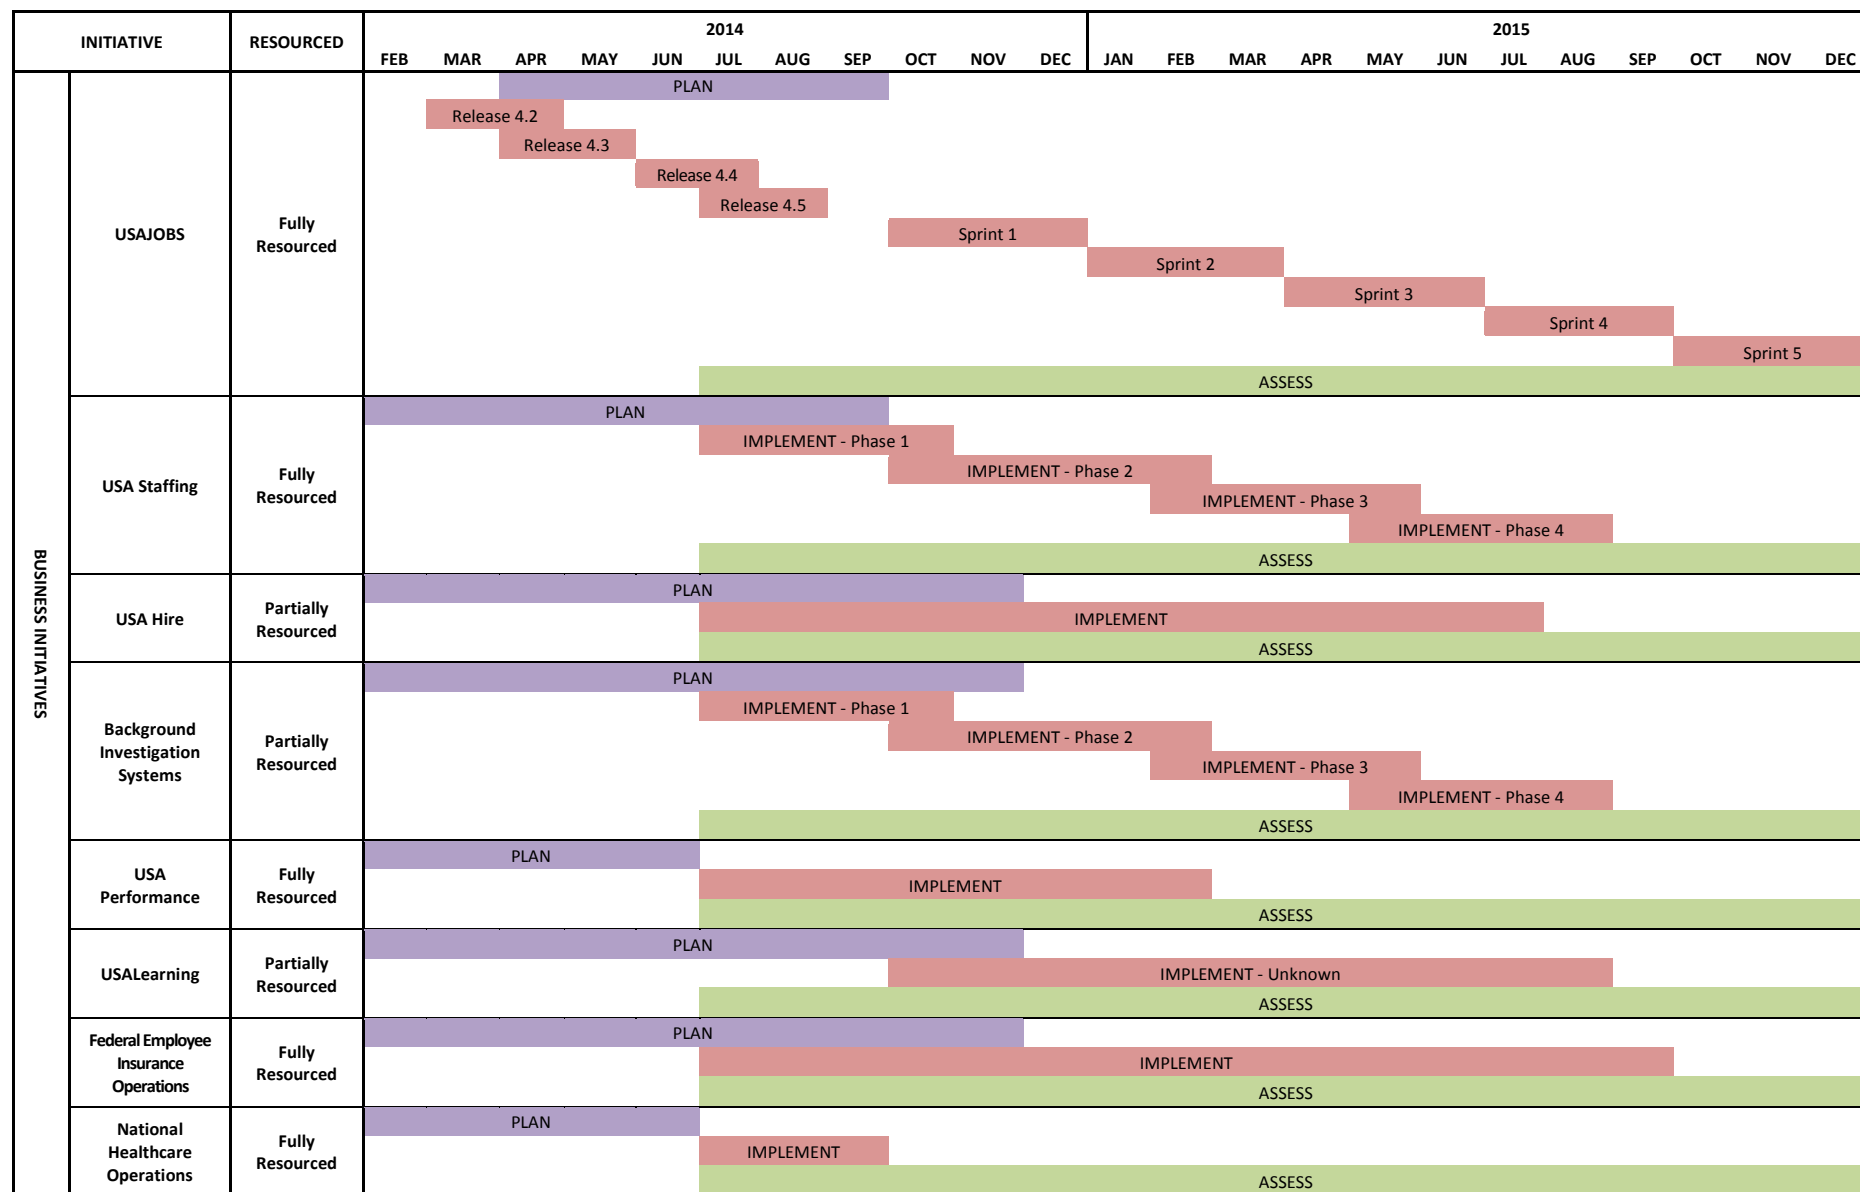 INITIATIVE
RESOURCED
2014
2015
FEB MAR APR MAY JUN JUL AUG SEP OCT NOV DEC JAN FEB MAR APR MAY JUN JUL AUG SEP OCT NOV DEC
BUSINESS INITIATIVES
USAJOBS
Fully
Resourced
PLAN
Release 4.2
Release 4.3
Release 4.4
Release 4.5
Sprint 1
Sprint 2
Sprint 3
Sprint 4
Sprint 5
ASSESS
USA Staffing
Fully
Resourced
PLAN
IMPLEMENT - Phase 1
IMPLEMENT - Phase 2
IMPLEMENT - Phase 3
IMPLEMENT - Phase 4
ASSESS
USA Hire
Partially
Resourced
PLAN
IMPLEMENT
ASSESS
Background
Investigation
Systems
Partially
Resourced
PLAN
IMPLEMENT - Phase 1
IMPLEMENT - Phase 2
IMPLEMENT - Phase 3
IMPLEMENT - Phase 4
ASSESS
USA
Performance
Fully
Resourced
PLAN
IMPLEMENT
ASSESS
USALearning
Partially
Resourced
PLAN
IMPLEMENT - Unknown
ASSESS
Federal Employee
Insurance
Operations
Fully
Resourced
PLAN
IMPLEMENT
ASSESS
National
Healthcare
Operations
Fully
Resourced
PLAN
IMPLEMENT
ASSESS